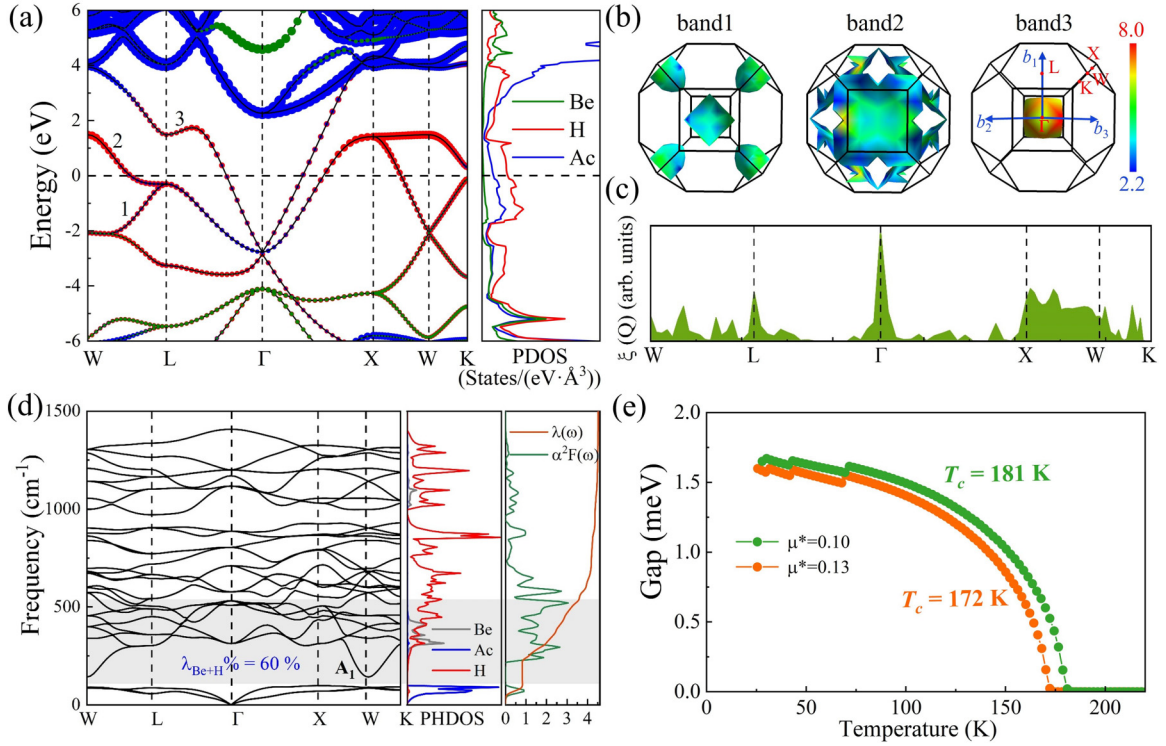 (a)
6
4
2
0
-2
-4
-6
Energy (eV)
3
2
1
W
L
Γ
X
W
K
Be
H
Ac
PDOS
(States/(eV·Å³))
(b)
band1
band2
band3
b₁
b₂
b₃
L
X
W
K
Γ
8.0
2.2
(c)
ξ (Q) (arb. units)
W
L
Γ
X
W
K
(d)
1500
1000
500
0
Frequency (cm⁻¹)
λBe+H% = 60 %
A₁
W
L
Γ
X
W
K
Be
Ac
H
PHDOS
λ(ω)
α²F(ω)
0 1 2 3 4
(e)
2.0
1.5
1.0
0.5
0.0
Gap (meV)
Tc = 181 K
μ*=0.10
μ*=0.13
Tc = 172 K
0 50 100 150 200
Temperature (K)